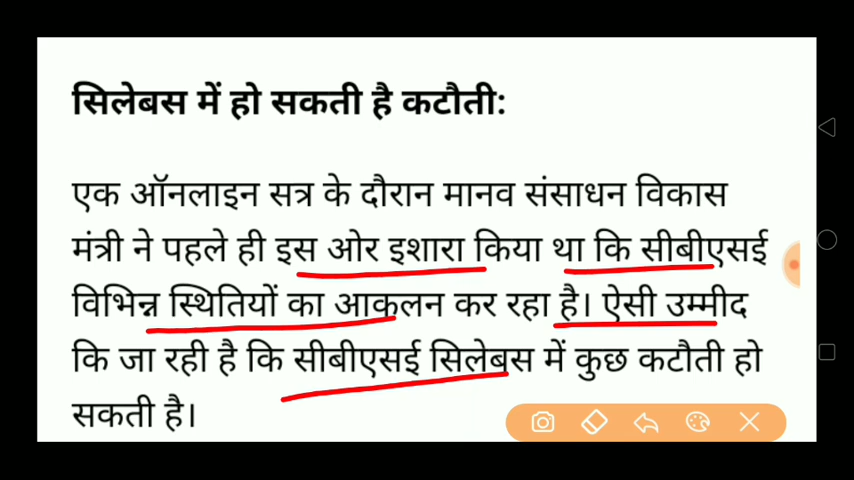 सिलेबस में हो सकती है कटौती:
एक ऑनलाइन सत्र के दौरान मानव संसाधन विकास
मंत्री ने पहले ही इस ओर इशारा किया था कि सीबीएसई
विभिन्न स्थितियों का आकलन कर रहा है। ऐसी उम्मीद
कि जा रही है कि सीबीएसई सिलेबस में कुछ कटौती हो
सकती है।